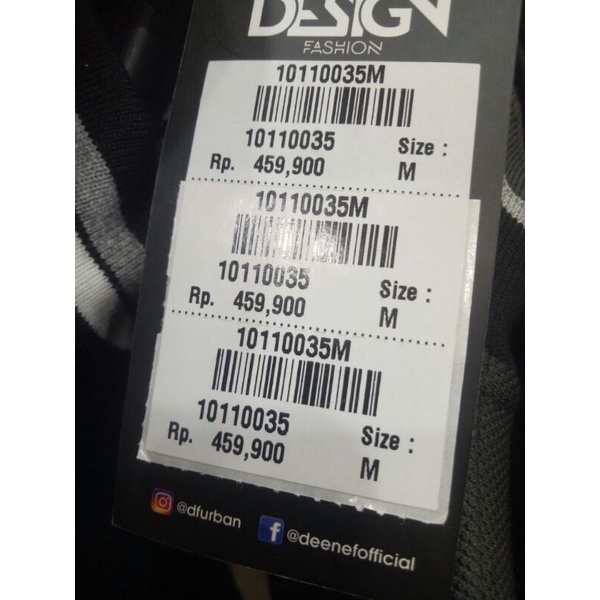 DESIGN
FASHION
10110035M
10110035 Size :
Rp. 459,900 M
10110035M
10110035 Size :
Rp. 459,900 M
10110035M
10110035 Size :
Rp. 459,900 M
@dfurban @deenefofficial